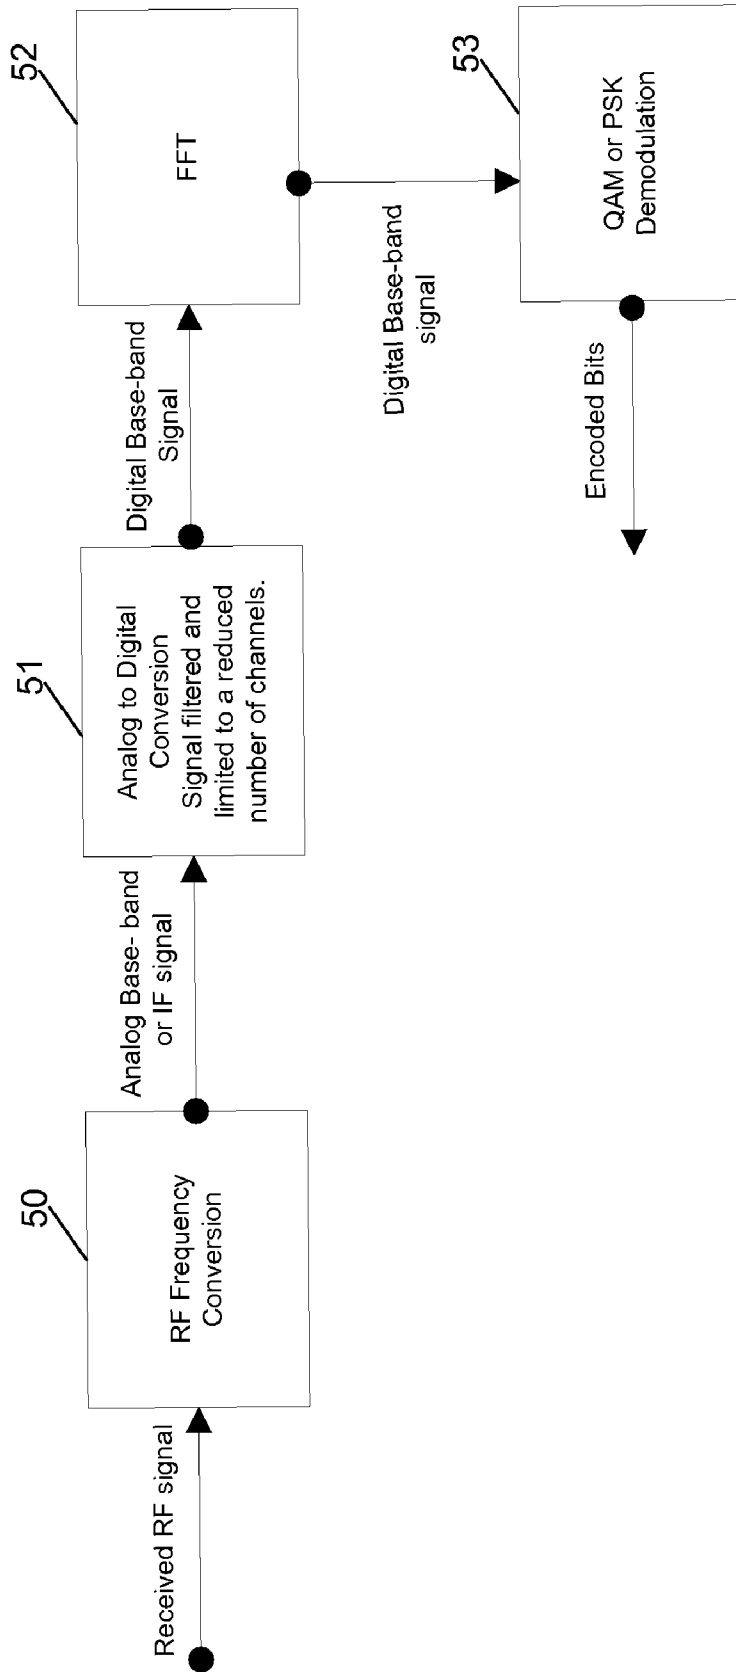 Received RF signal
50
RF Frequency
Conversion
Analog Base- band
or IF signal
51
Analog to Digital
Conversion
Signal filtered and
limited to a reduced
number of channels.
Digital Base-band
Signal
52
FFT
Digital Base-band
signal
53
QAM or PSK
Demodulation
Encoded Bits